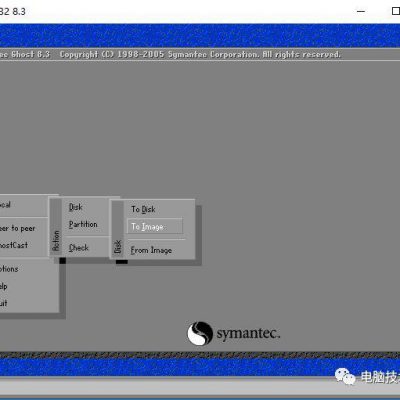 32 8.3
ec Ghost 8.3 Copyright (C) 1998-2005 Symantec Corporation. All rights reserved.
ocal
eer to peer
hostCast
ptions
elp
uit
Action
Disk
Partition
Check
Disk
To Disk
To Image
From Image
symantec.
电脑技